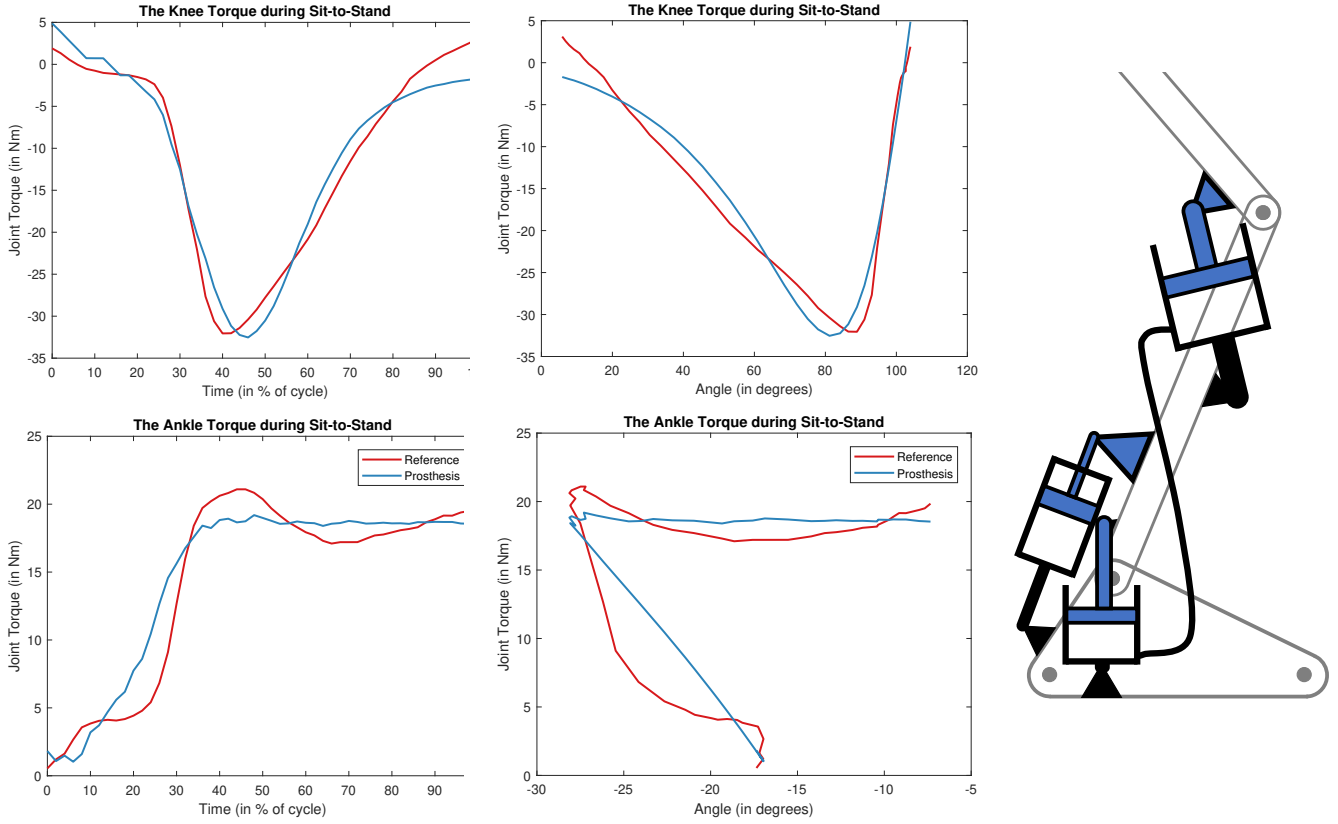 The Knee Torque during Sit-to-Stand
5
0
-5
-10
-15
-20
-25
-30
-35
Joint Torque (in Nm)
0 10 20 30 40 50 60 70 80 90
Time (in % of cycle)
The Knee Torque during Sit-to-Stand
5
0
-5
-10
-15
-20
-25
-30
-35
Joint Torque (in Nm)
0 20 40 60 80 100 120
Angle (in degrees)
The Ankle Torque during Sit-to-Stand
25
20
15
10
5
0
Joint Torque (in Nm)
Reference
Prosthesis
0 10 20 30 40 50 60 70 80 90
Time (in % of cycle)
The Ankle Torque during Sit-to-Stand
25
20
15
10
5
0
Joint Torque (in Nm)
Reference
Prosthesis
-30 -25 -20 -15 -10 -5
Angle (in degrees)